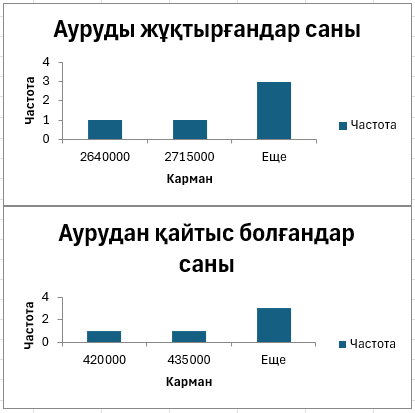 Ауруды жұқтырғандар саны
4
3
2
1
0
Частота
2640000 2715000 Еще
Карман
Частота
Аурудан қайтыс болғандар
саны
4
2
0
Частота
420000 435000 Еще
Карман
Частота